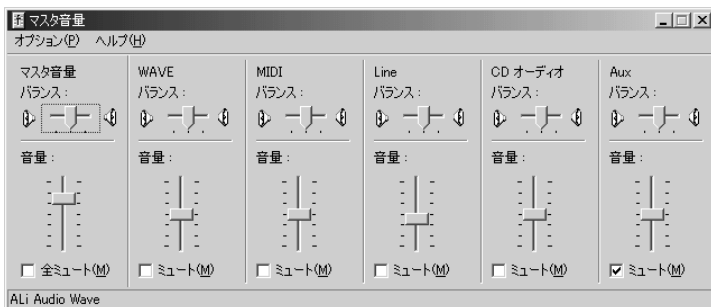 マスタ音量
オプション(P) ヘルプ(H)
マスタ音量 WAVE MIDI Line CD オーディオ Aux
バランス: バランス: バランス: バランス: バランス: バランス:
音量: 音量: 音量: 音量: 音量: 音量:
全ミュート(M) ミュート(M) ミュート(M) ミュート(M) ミュート(M) ミュート(M)
ALi Audio Wave